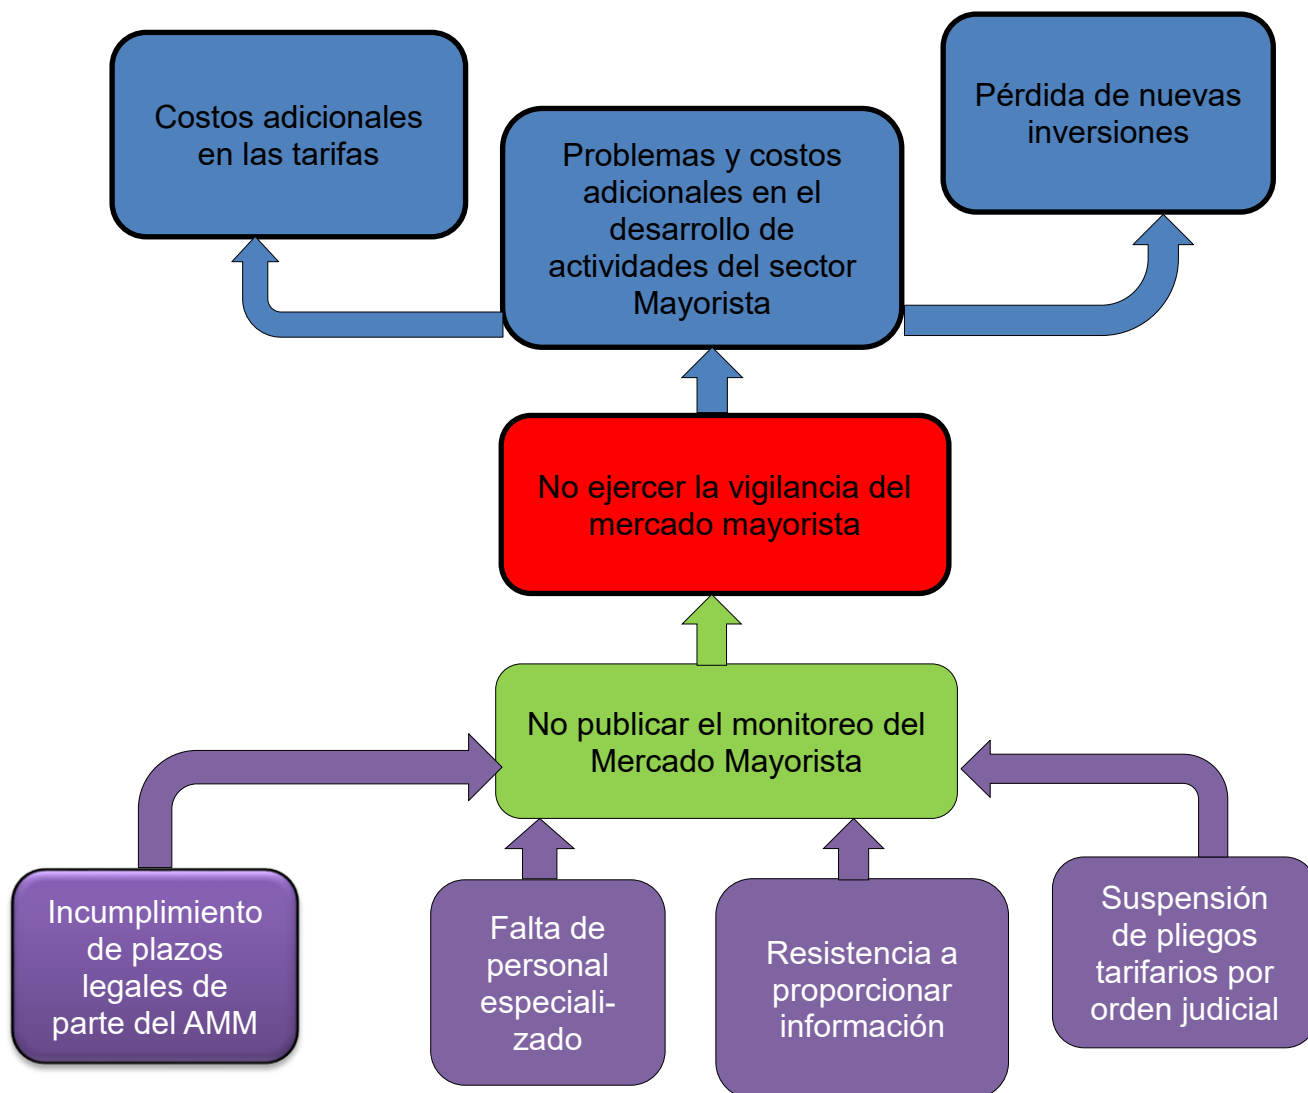 Costos adicionales
en las tarifas
Problemas y costos
adicionales en el
desarrollo de
actividades del sector
Mayorista
Pérdida de nuevas
inversiones
No ejercer la vigilancia del
mercado mayorista
No publicar el monitoreo del
Mercado Mayorista
Incumplimiento
de plazos
legales de
parte del AMM
Falta de
personal
especiali-
zado
Resistencia a
proporcionar
información
Suspensión
de pliegos
tarifarios por
orden judicial